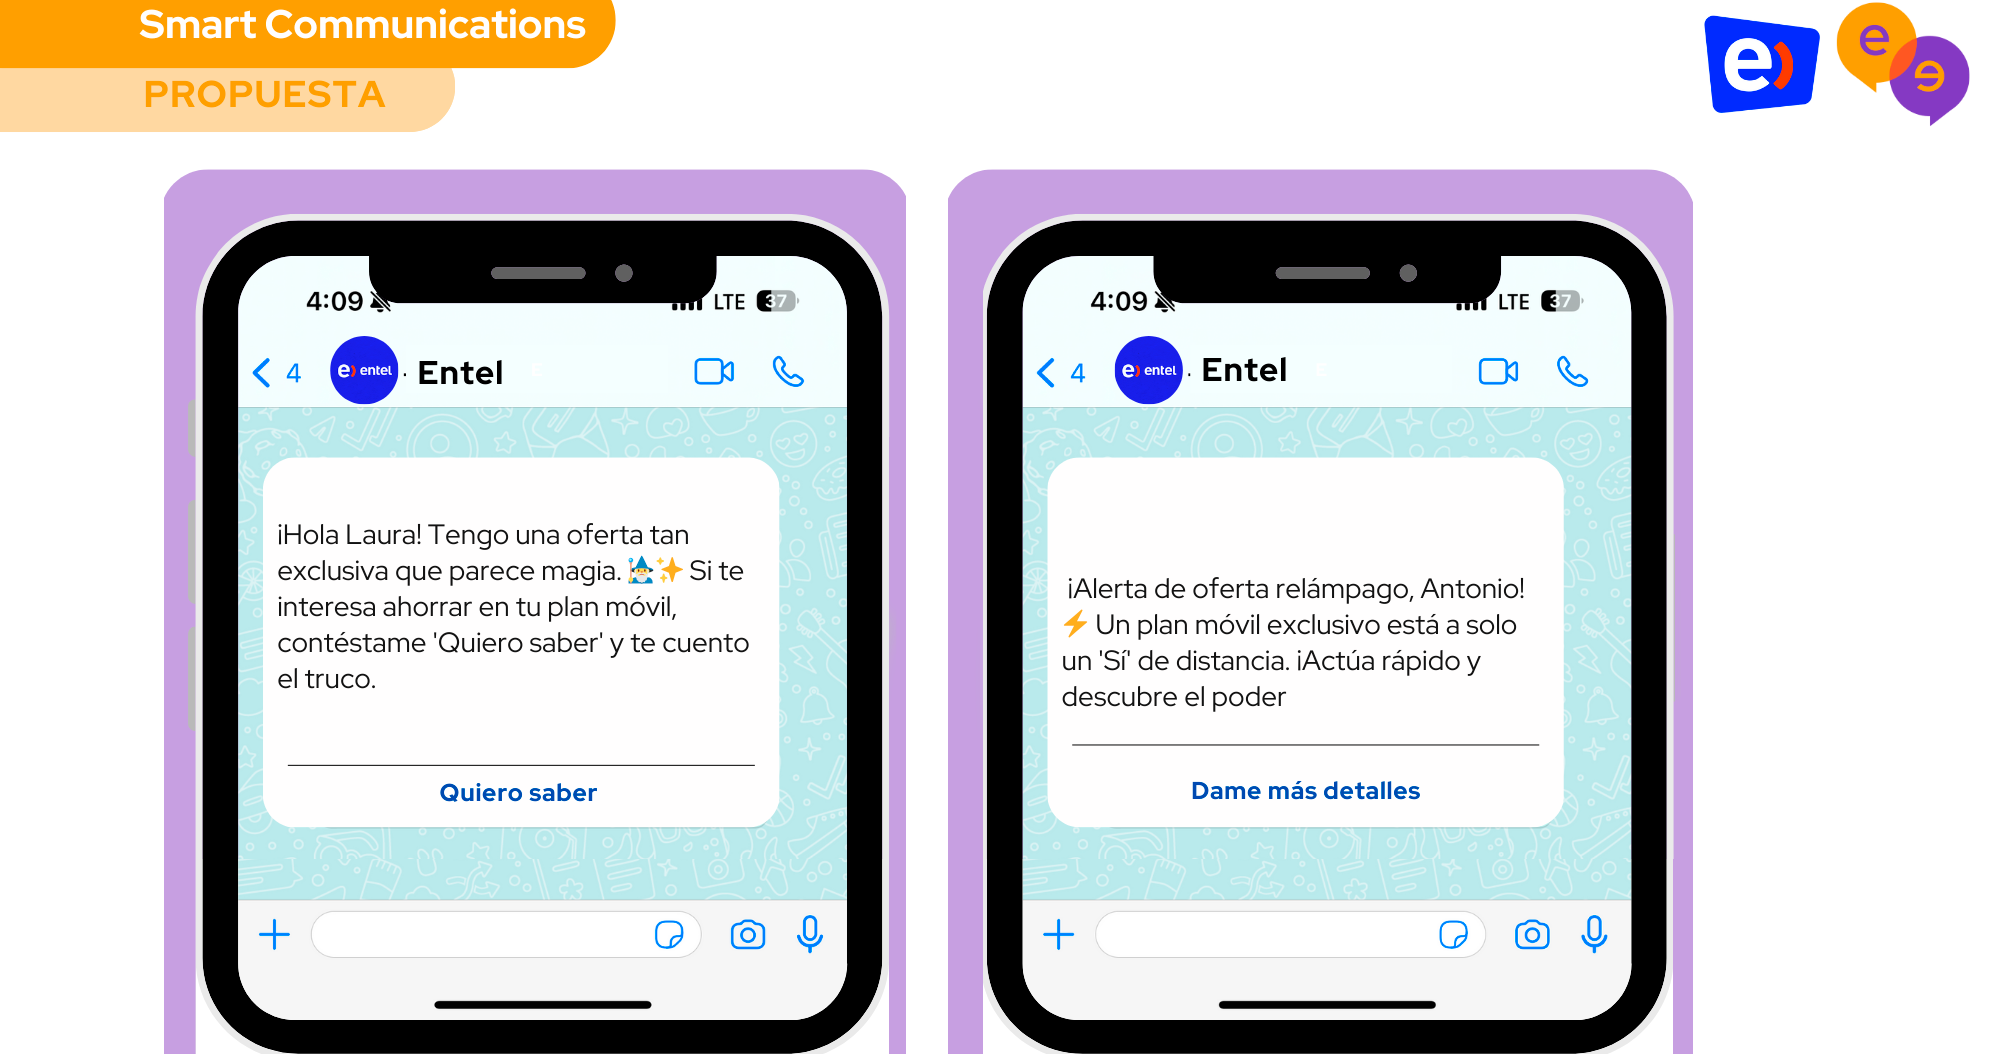 Smart Communications
PROPUESTA
e)
e
e
4:09
LTE
37
4
e) entel
· Entel
¡Hola Laura! Tengo una oferta tan
exclusiva que parece magia. 🧙‍♂️✨ Si te
interesa ahorrar en tu plan móvil,
contéstame 'Quiero saber' y te cuento
el truco.
Quiero saber
4:09
LTE
37
4
e) entel
· Entel
¡Alerta de oferta relámpago, Antonio!
⚡ Un plan móvil exclusivo está a solo
un 'Sí' de distancia. ¡Actúa rápido y
descubre el poder
Dame más detalles